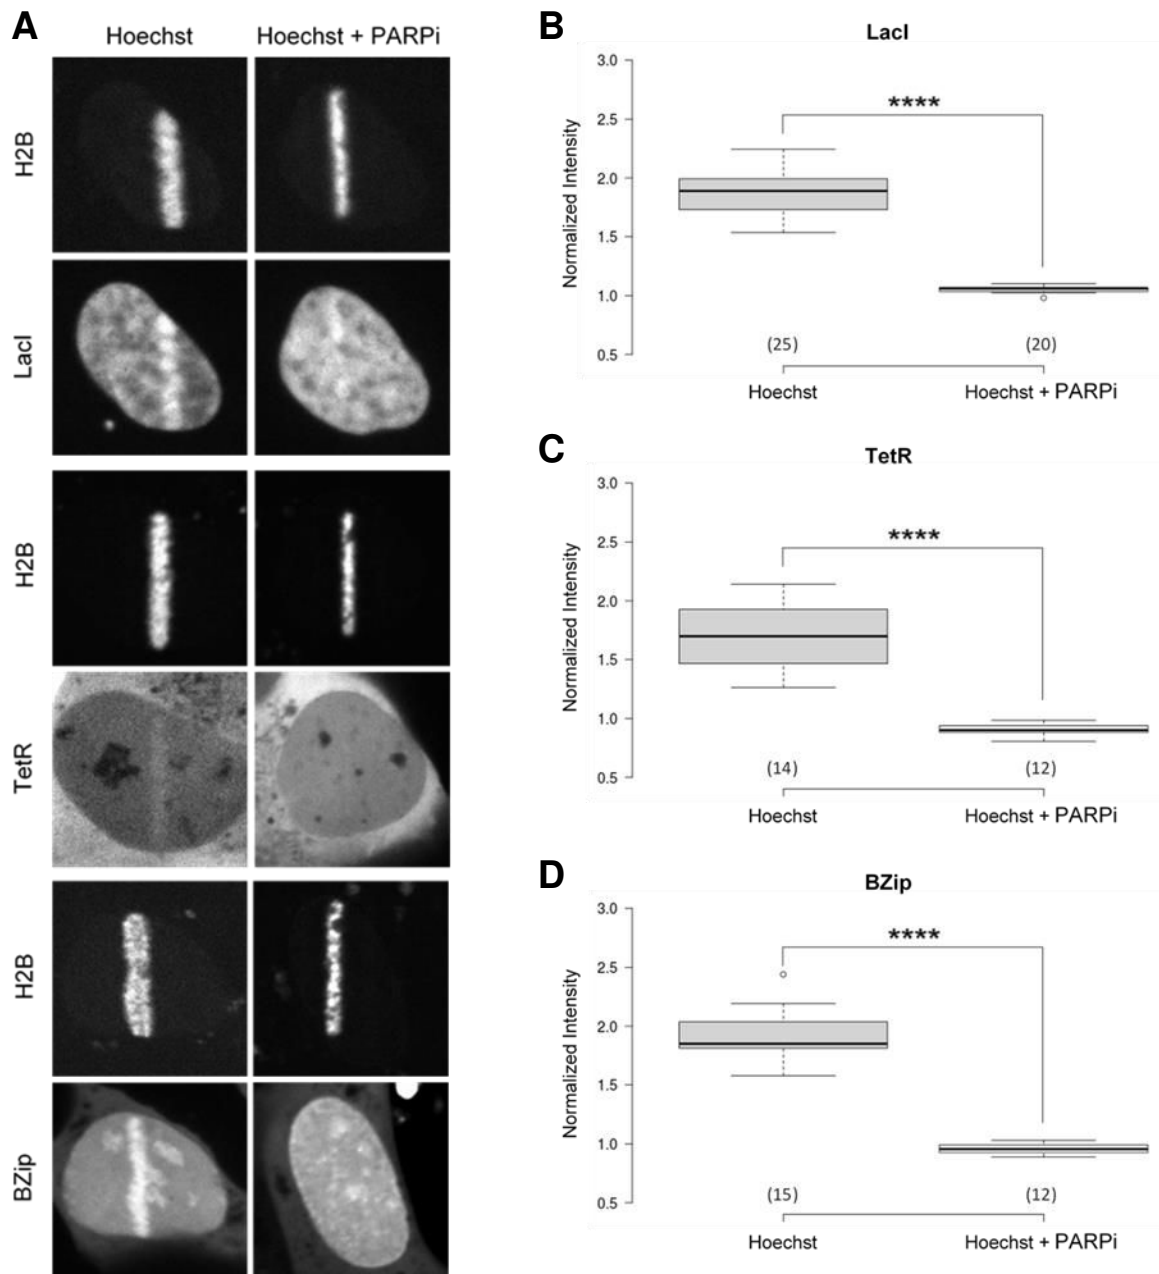 A
Hoechst
Hoechst + PARPi
H2B
LacI
H2B
TetR
H2B
BZip
B
LacI
Normalized Intensity
3.0
2.5
2.0
1.5
1.0
0.5
****
(25)
(20)
Hoechst
Hoechst + PARPi
C
TetR
Normalized Intensity
3.0
2.5
2.0
1.5
1.0
0.5
****
(14)
(12)
Hoechst
Hoechst + PARPi
D
BZip
Normalized Intensity
3.0
2.5
2.0
1.5
1.0
0.5
****
(15)
(12)
Hoechst
Hoechst + PARPi